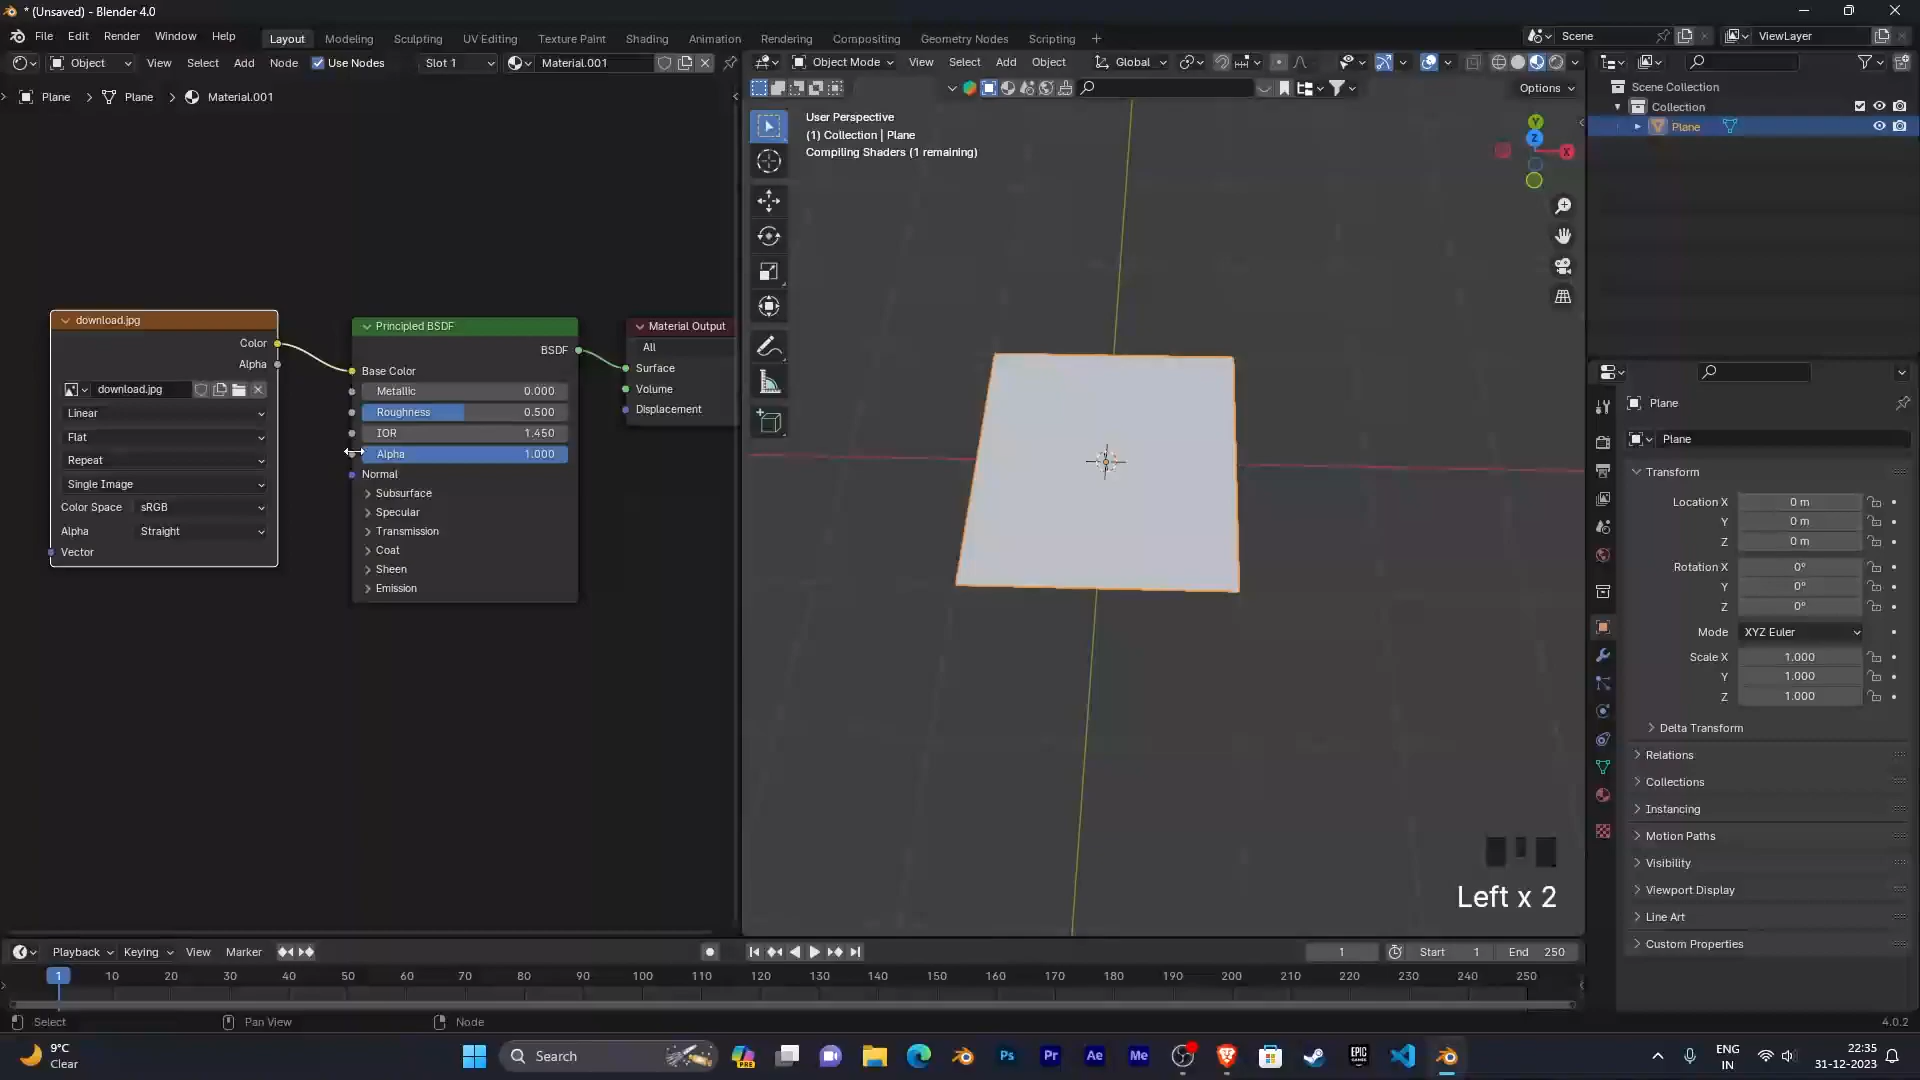 * (Unsaved) - Blender 4.0
File Edit Render Window Help Layout Modeling Sculpting UV Editing Texture Paint Shading Animation Rendering Compositing Geometry Nodes Scripting Scene ViewLayer
Object View Select Add Node Use Nodes Slot 1 Material.001
Object Mode View Select Add Object Global
Plane Plane Material.001
Options
User Perspective
(1) Collection | Plane
Compiling Shaders (1 remaining)
Y
Z
X
Scene Collection
Collection
Plane
download.jpg
Color
Alpha
download.jpg
Linear
Flat
Repeat
Single Image
Color Space sRGB
Alpha Straight
Vector
Principled BSDF
BSDF
Base Color
Metallic 0.000
Roughness 0.500
IOR 1.450
Alpha 1.000
Normal
Subsurface
Specular
Transmission
Coat
Sheen
Emission
Material Output
All
Surface
Volume
Displacement
Left x 2
Plane
Plane
Transform
Location X 0 m
Y 0 m
Z 0 m
Rotation X 0°
Y 0°
Z 0°
Mode XYZ Euler
Scale X 1.000
Y 1.000
Z 1.000
Delta Transform
Relations
Collections
Instancing
Motion Paths
Visibility
Viewport Display
Line Art
Custom Properties
Playback Keying View Marker 1 Start 1 End 250
1 10 20 30 40 50 60 70 80 90 100 110 120 130 140 150 160 170 180 190 200 210 220 230 240 250
Select Pan View Node 4.0.2
9°C
Clear
Search
PRE
Ps Pr Ae Me
EPIC GAMES
ENG
IN
22:35
31-12-2023